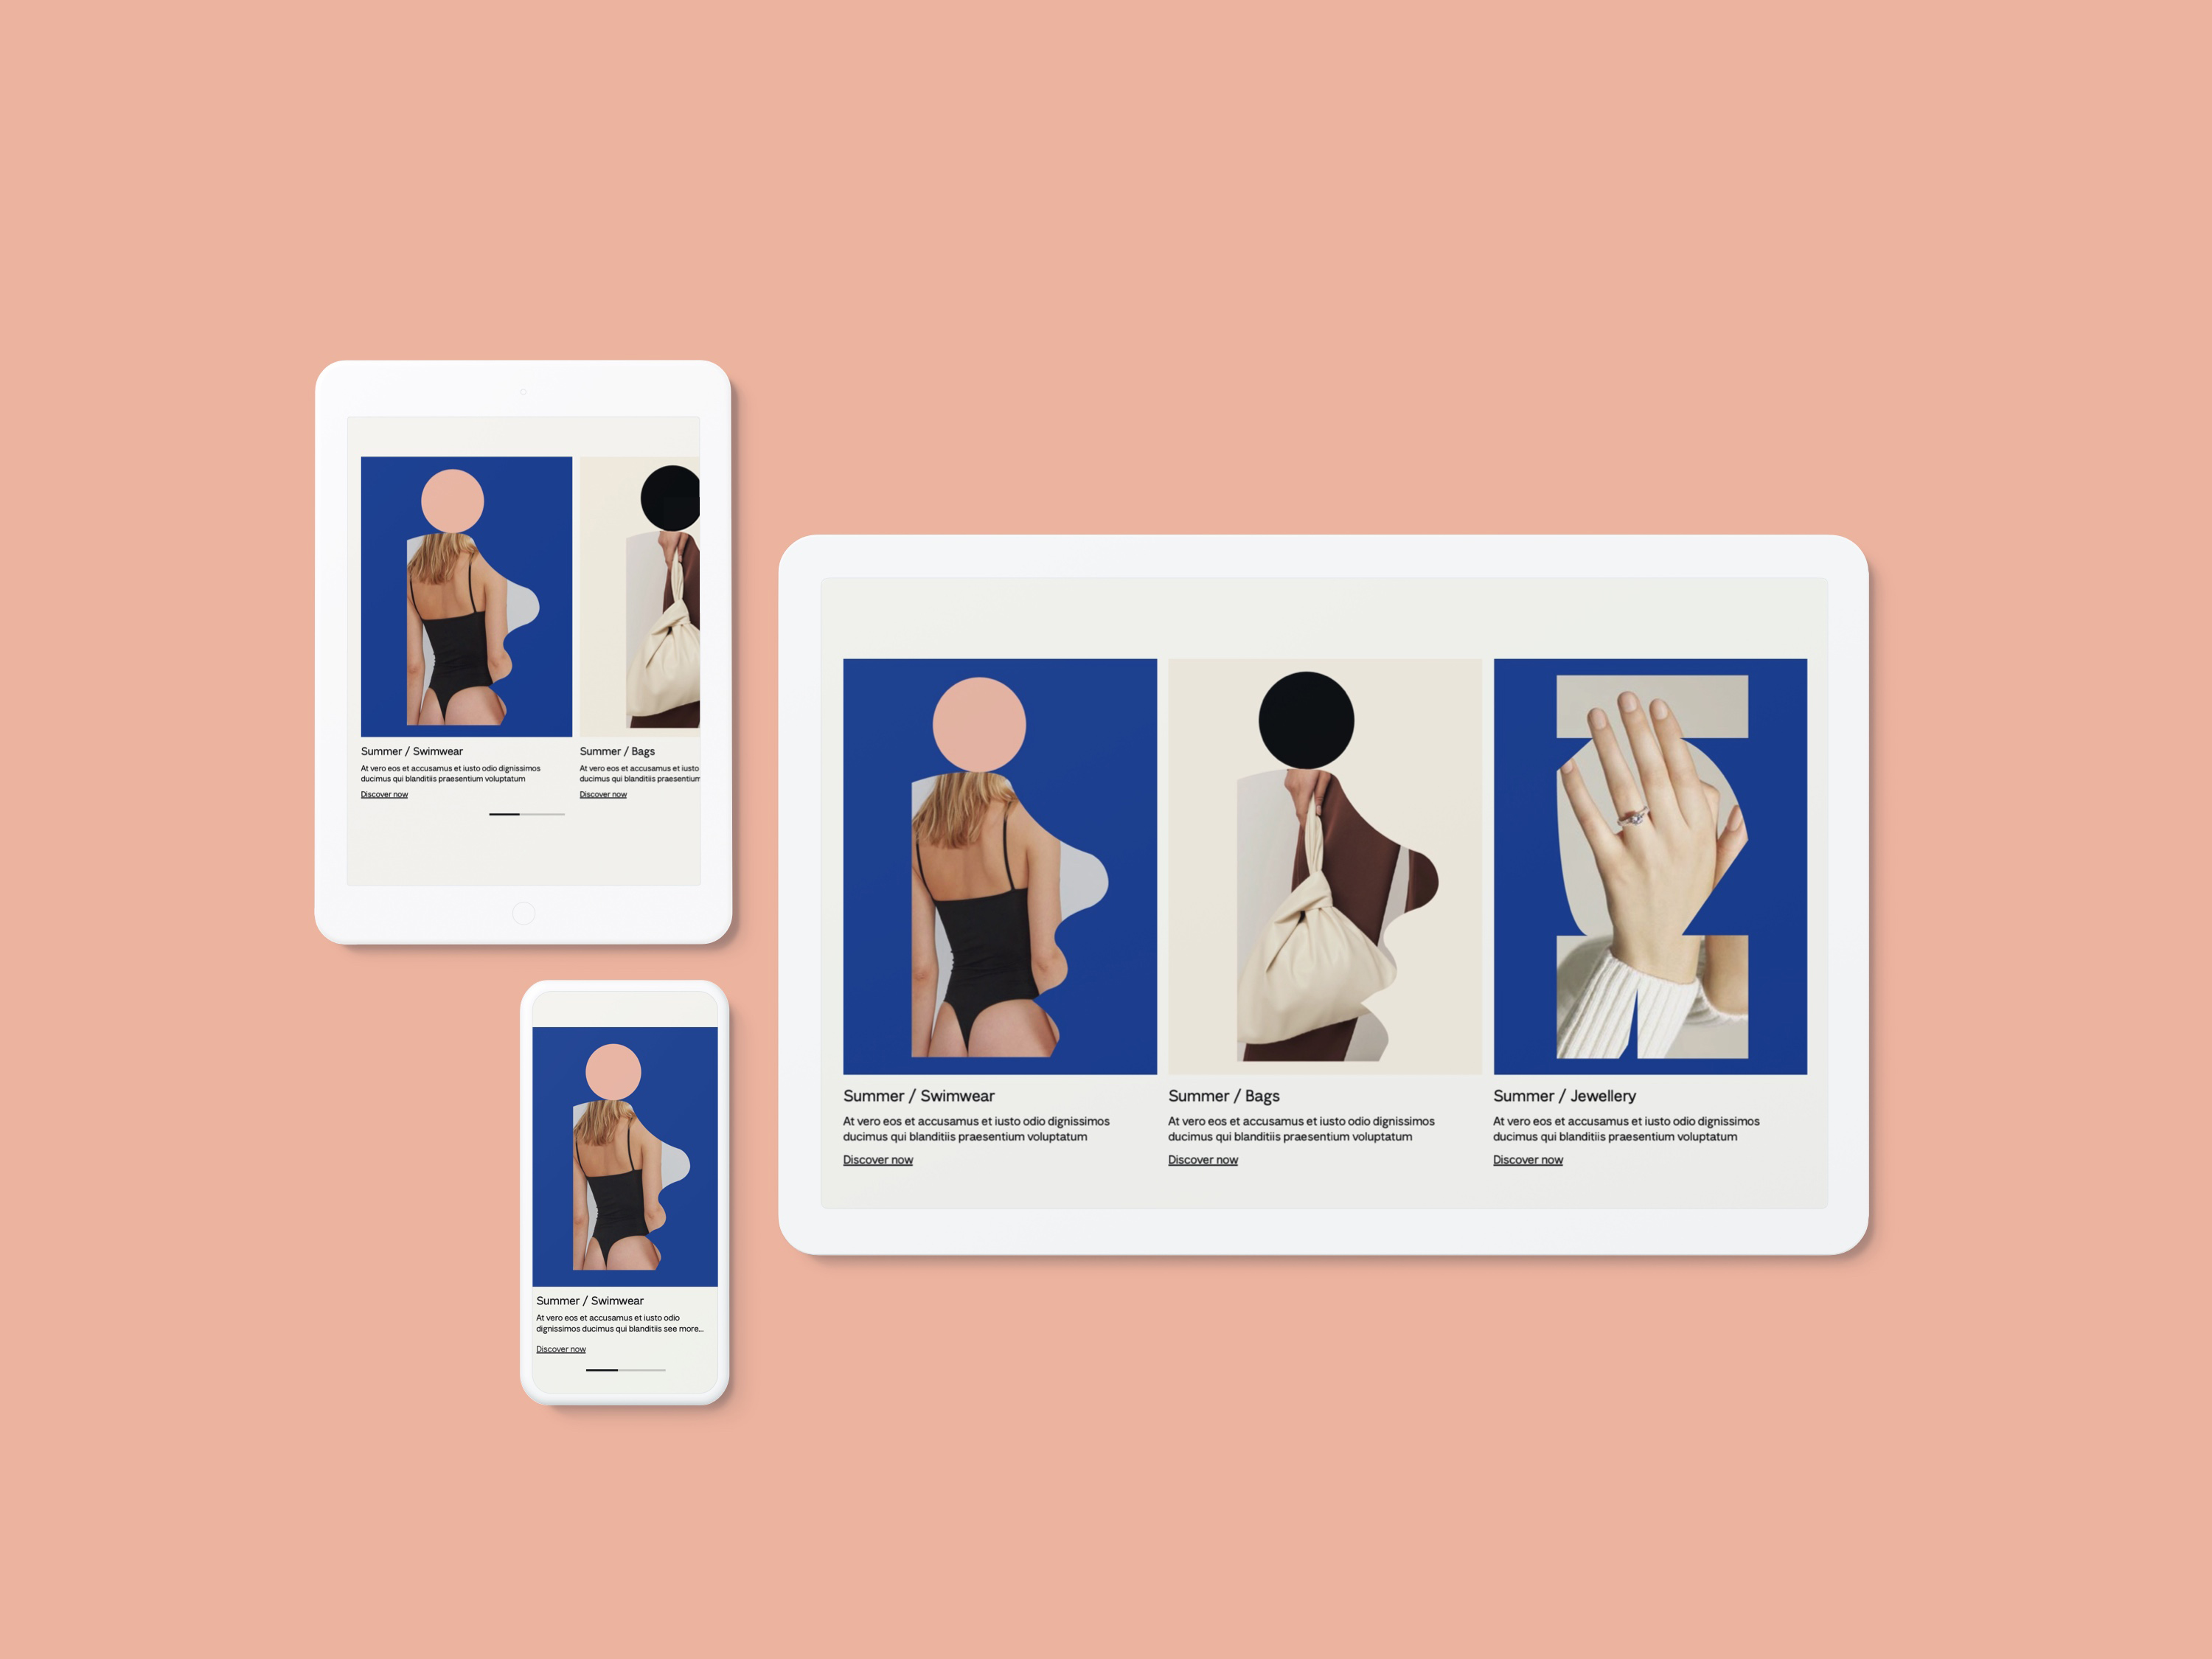 Summer / Swimwear
At vero eos et accusamus et iusto odio dignissimos
ducimus qui blanditiis praesentium voluptatum
Discover now
Summer / Bags
At vero eos et accusamus et iusto
ducimus qui blanditiis praesentium
Discover now
Summer / Swimwear
At vero eos et accusamus et iusto odio
dignissimos ducimus qui blanditiis see more...
Discover now
Summer / Swimwear
At vero eos et accusamus et iusto odio dignissimos
ducimus qui blanditiis praesentium voluptatum
Discover now
Summer / Bags
At vero eos et accusamus et iusto odio dignissimos
ducimus qui blanditiis praesentium voluptatum
Discover now
Summer / Jewellery
At vero eos et accusamus et iusto odio dignissimos
ducimus qui blanditiis praesentium voluptatum
Discover now